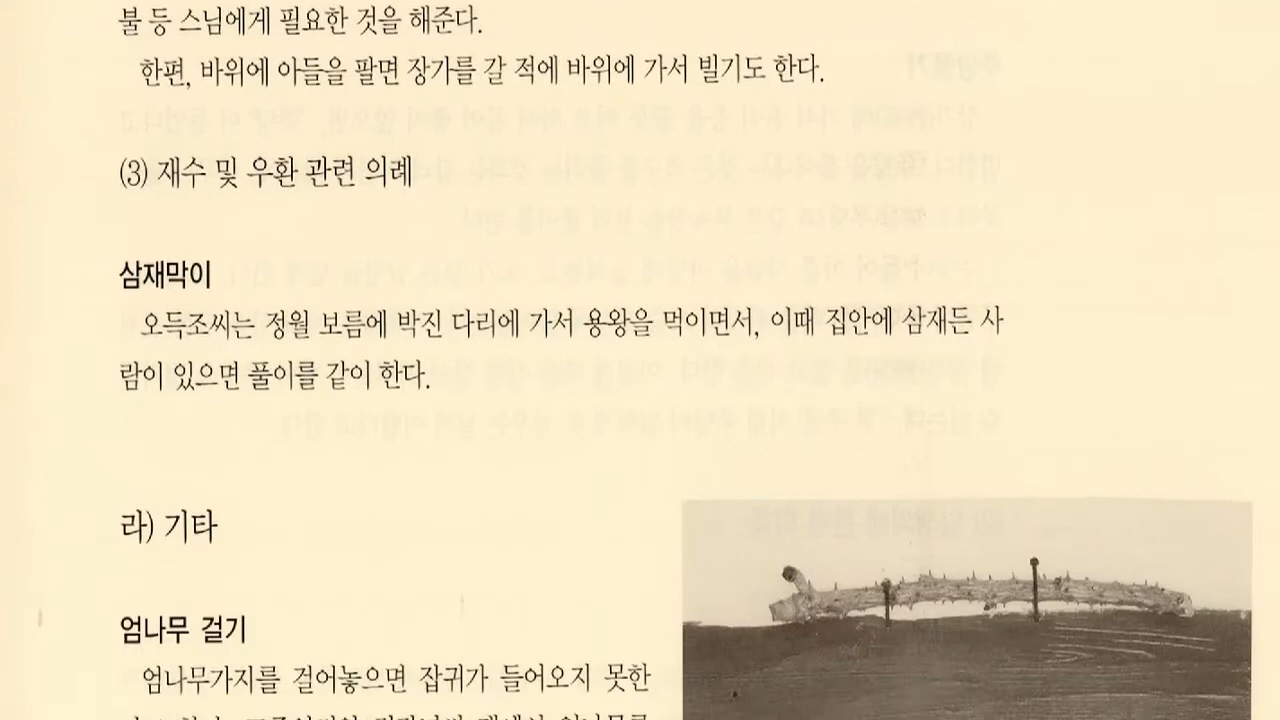 불 등 스님에게 필요한 것을 해준다.
한편, 바위에 아들을 팔면 장가를 갈 적에 바위에 가서 빌기도 한다.
(3) 재수 및 우환 관련 의례
삼재막이
오득조씨는 정월 보름에 박진 다리에 가서 용왕을 먹이면서, 이때 집안에 삼재든 사
람이 있으면 풀이를 같이 한다.
라) 기타
엄나무 걸기
엄나무가지를 걸어놓으면 잡귀가 들어오지 못한